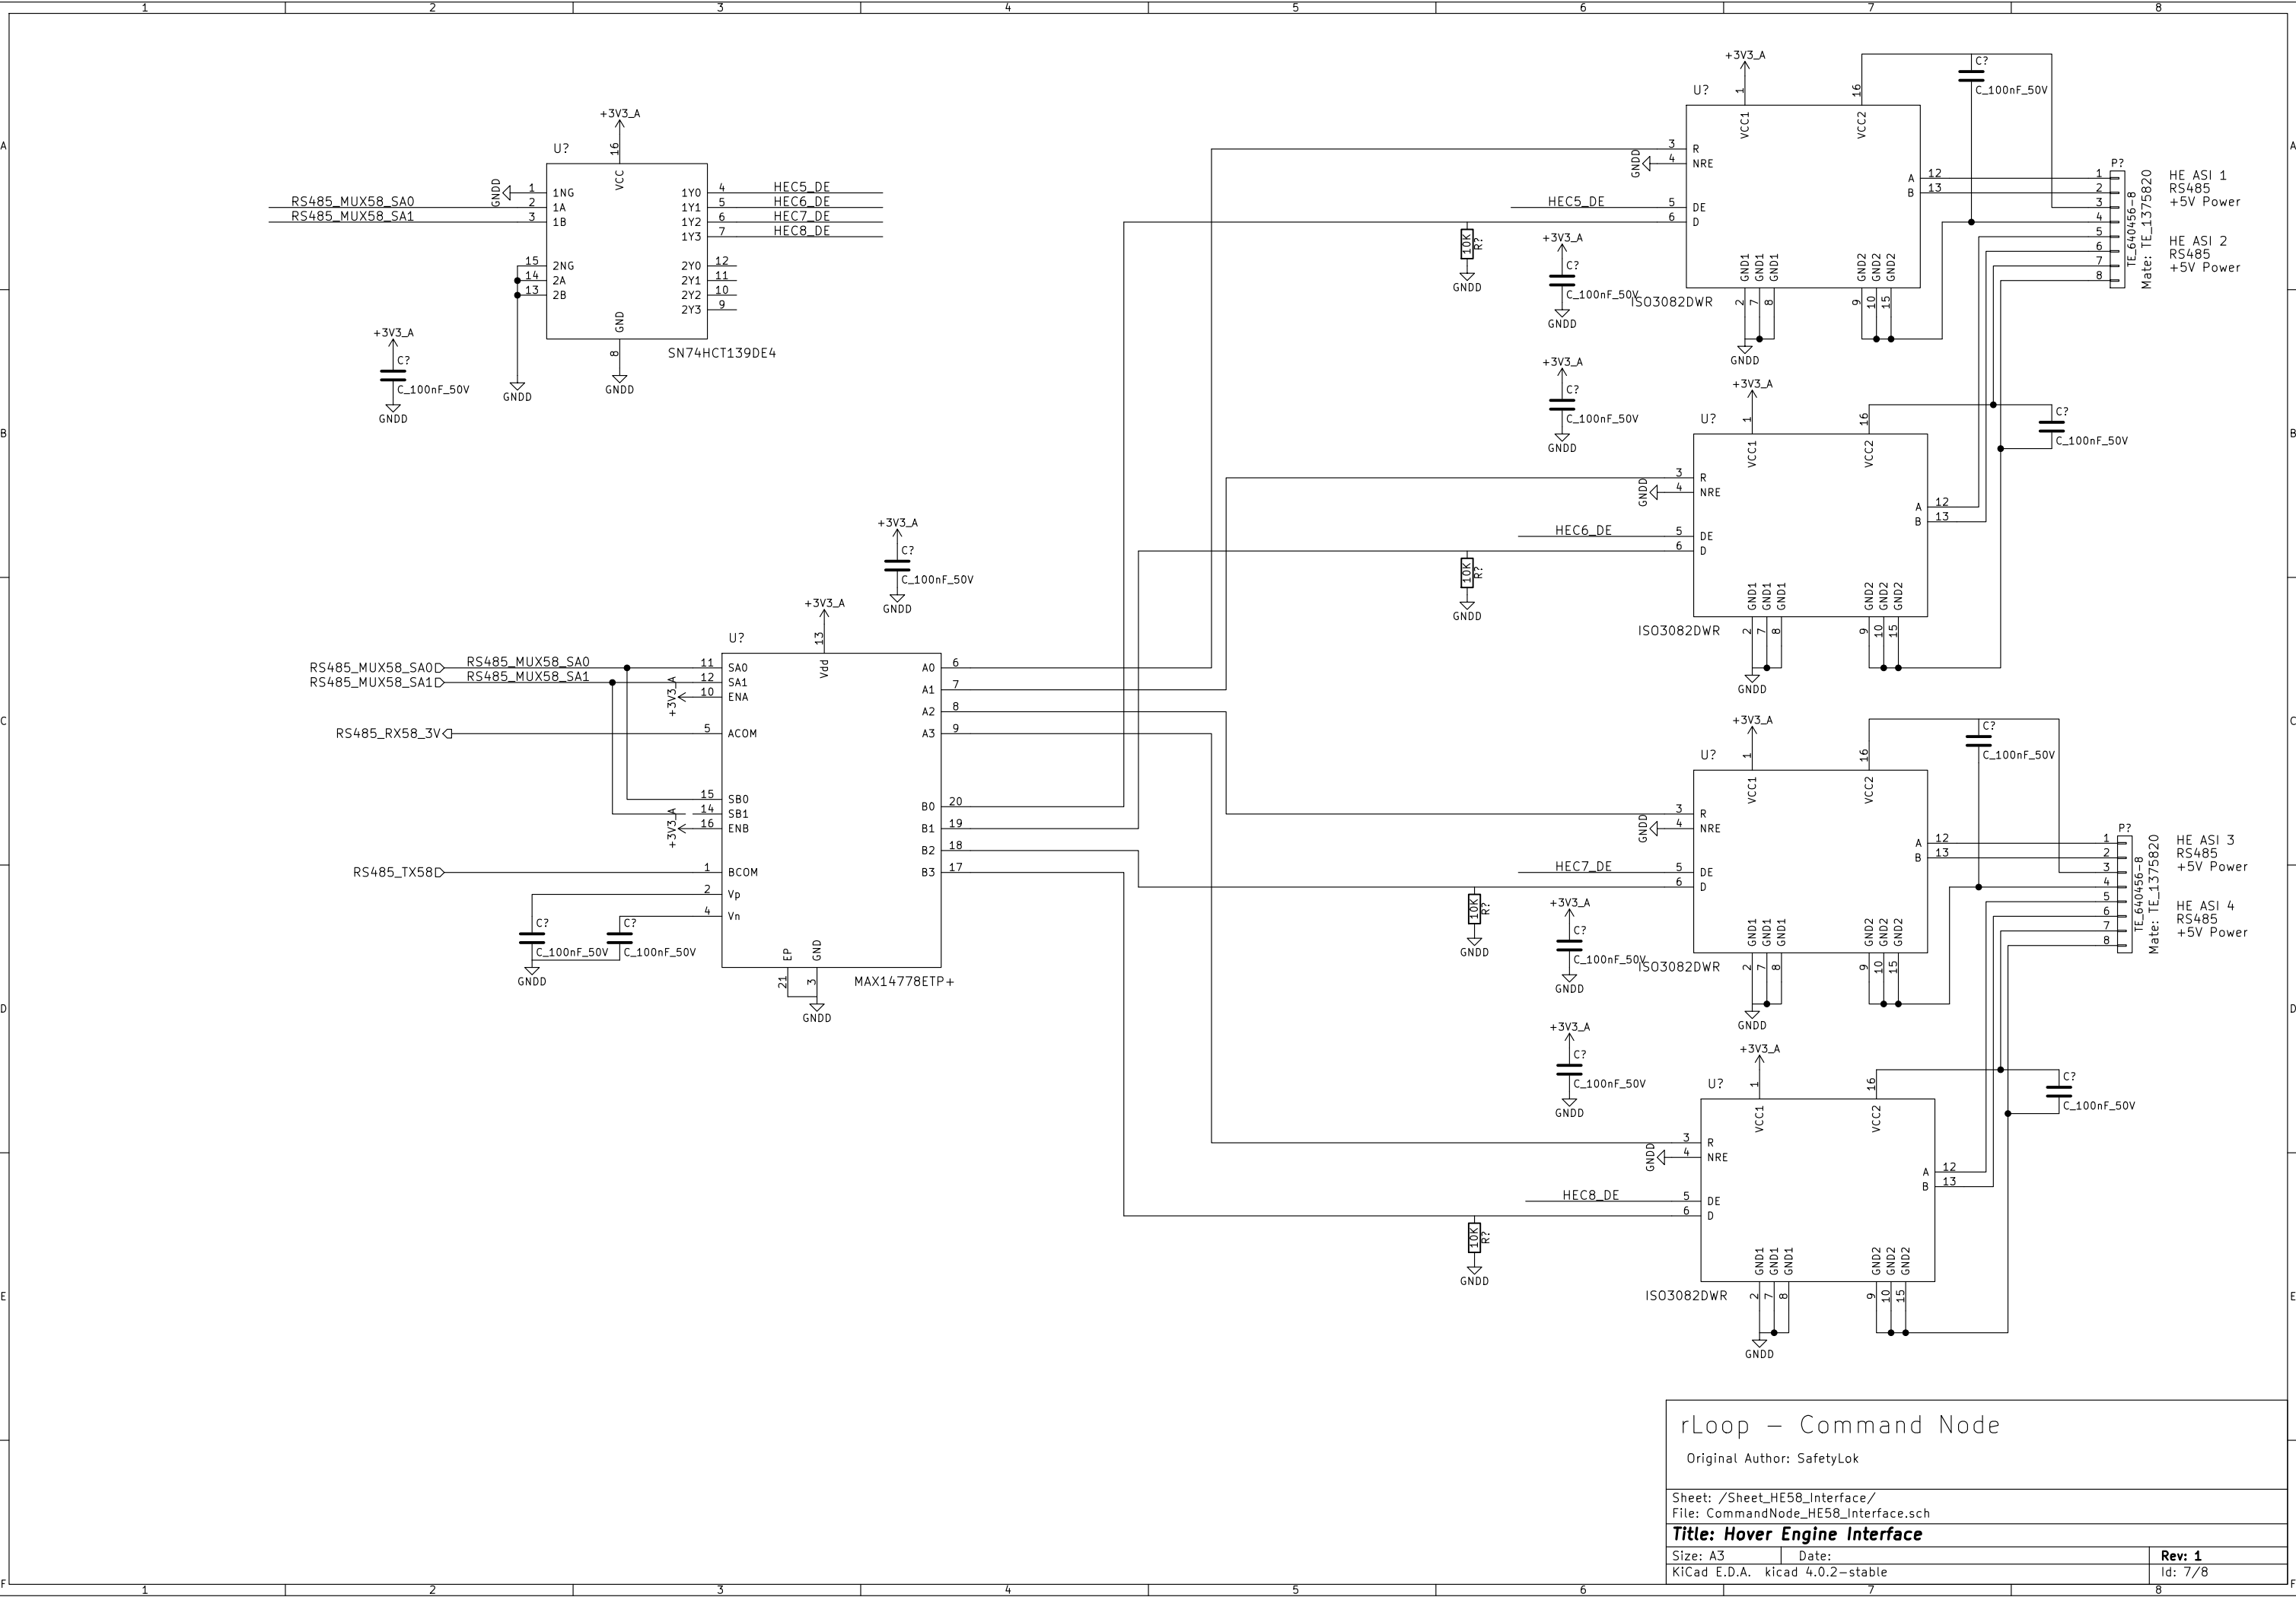 1 2 3 4 5 6 7 8
A
B
C
D
E
F
+3V3_A
U?
16
VCC
GNDD
1 1NG
RS485_MUX58_SA0 2 1A
RS485_MUX58_SA1 3 1B
1Y0 4 HEC5_DE
1Y1 5 HEC6_DE
1Y2 6 HEC7_DE
1Y3 7 HEC8_DE
15 2NG
14 2A
13 2B
2Y0 12
2Y1 11
2Y2 10
2Y3 9
GND
8
SN74HCT139DE4
GNDD
GNDD
+3V3_A
C?
C_100nF_50V
GNDD
+3V3_A
C?
C_100nF_50V
GNDD
+3V3_A
U?
13
Vdd
RS485_MUX58_SA0 RS485_MUX58_SA0 11 SA0
RS485_MUX58_SA1 RS485_MUX58_SA1 12 SA1
+3V3_A 10 ENA
RS485_RX58_3V 5 ACOM
15 SB0
14 SB1
+3V3_A 16 ENB
RS485_TX58 1 BCOM
2 Vp
4 Vn
A0 6
A1 7
A2 8
A3 9
B0 20
B1 19
B2 18
B3 17
C?
C_100nF_50V
C?
C_100nF_50V
GNDD
EP
21
GND
3
MAX14778ETP+
GNDD
+3V3_A
U?
1
VCC1
16
VCC2
C?
C_100nF_50V
3 R
GNDD 4 NRE
HEC5_DE 5 DE
6 D
A 12
B 13
10K
R?
GNDD
+3V3_A
C?
C_100nF_50V
GNDD
GND1 GND1 GND1
2 7 8
GND2 GND2 GND2
9 10 15
ISO3082DWR
GNDD
P?
1
2
3
4
5
6
7
8
TE_640456-8
Mate: TE_1375820
HE ASI 1
RS485
+5V Power
HE ASI 2
RS485
+5V Power
+3V3_A
C?
C_100nF_50V
GNDD
+3V3_A
U?
1
VCC1
16
VCC2
C?
C_100nF_50V
3 R
GNDD 4 NRE
HEC6_DE 5 DE
6 D
A 12
B 13
10K
R?
GNDD
GND1 GND1 GND1
2 7 8
GND2 GND2 GND2
9 10 15
ISO3082DWR
GNDD
+3V3_A
U?
1
VCC1
16
VCC2
C?
C_100nF_50V
3 R
GNDD 4 NRE
HEC7_DE 5 DE
6 D
A 12
B 13
10K
R?
GNDD
+3V3_A
C?
C_100nF_50V
GNDD
GND1 GND1 GND1
2 7 8
GND2 GND2 GND2
9 10 15
ISO3082DWR
GNDD
P?
1
2
3
4
5
6
7
8
TE_640456-8
Mate: TE_1375820
HE ASI 3
RS485
+5V Power
HE ASI 4
RS485
+5V Power
+3V3_A
C?
C_100nF_50V
GNDD
+3V3_A
U?
1
VCC1
16
VCC2
C?
C_100nF_50V
3 R
GNDD 4 NRE
HEC8_DE 5 DE
6 D
A 12
B 13
10K
R?
GNDD
GND1 GND1 GND1
2 7 8
GND2 GND2 GND2
9 10 15
ISO3082DWR
GNDD
rLoop - Command Node
Original Author: SafetyLok
Sheet: /Sheet_HE58_Interface/
File: CommandNode_HE58_Interface.sch
Title: Hover Engine Interface
Size: A3 Date: Rev: 1
KiCad E.D.A. kicad 4.0.2-stable Id: 7/8
1 2 3 4 5 6 7 8
A
B
C
D
E
F